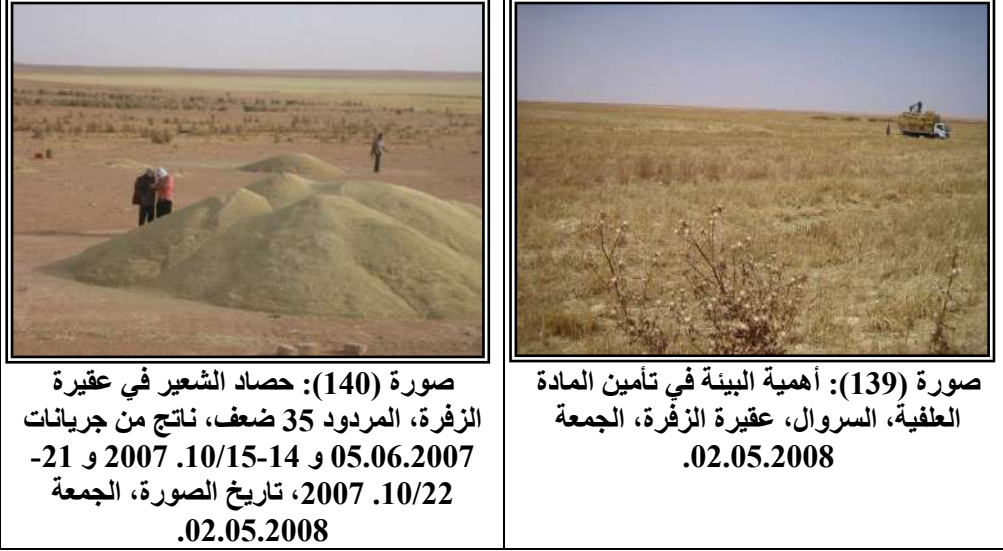 صورة (139): أهمية البيئة في تأمين المادة
العلفية، السروال، عقيرة الزفرة، الجمعة
02.05.2008.
صورة (140): حصاد الشعير في عقيرة
الزفرة، المردود 35 ضعف، ناتج من جريانات
05.06.2007 و 14-10/15. 2007 و 21-
10/22. 2007، تاريخ الصورة، الجمعة
02.05.2008.